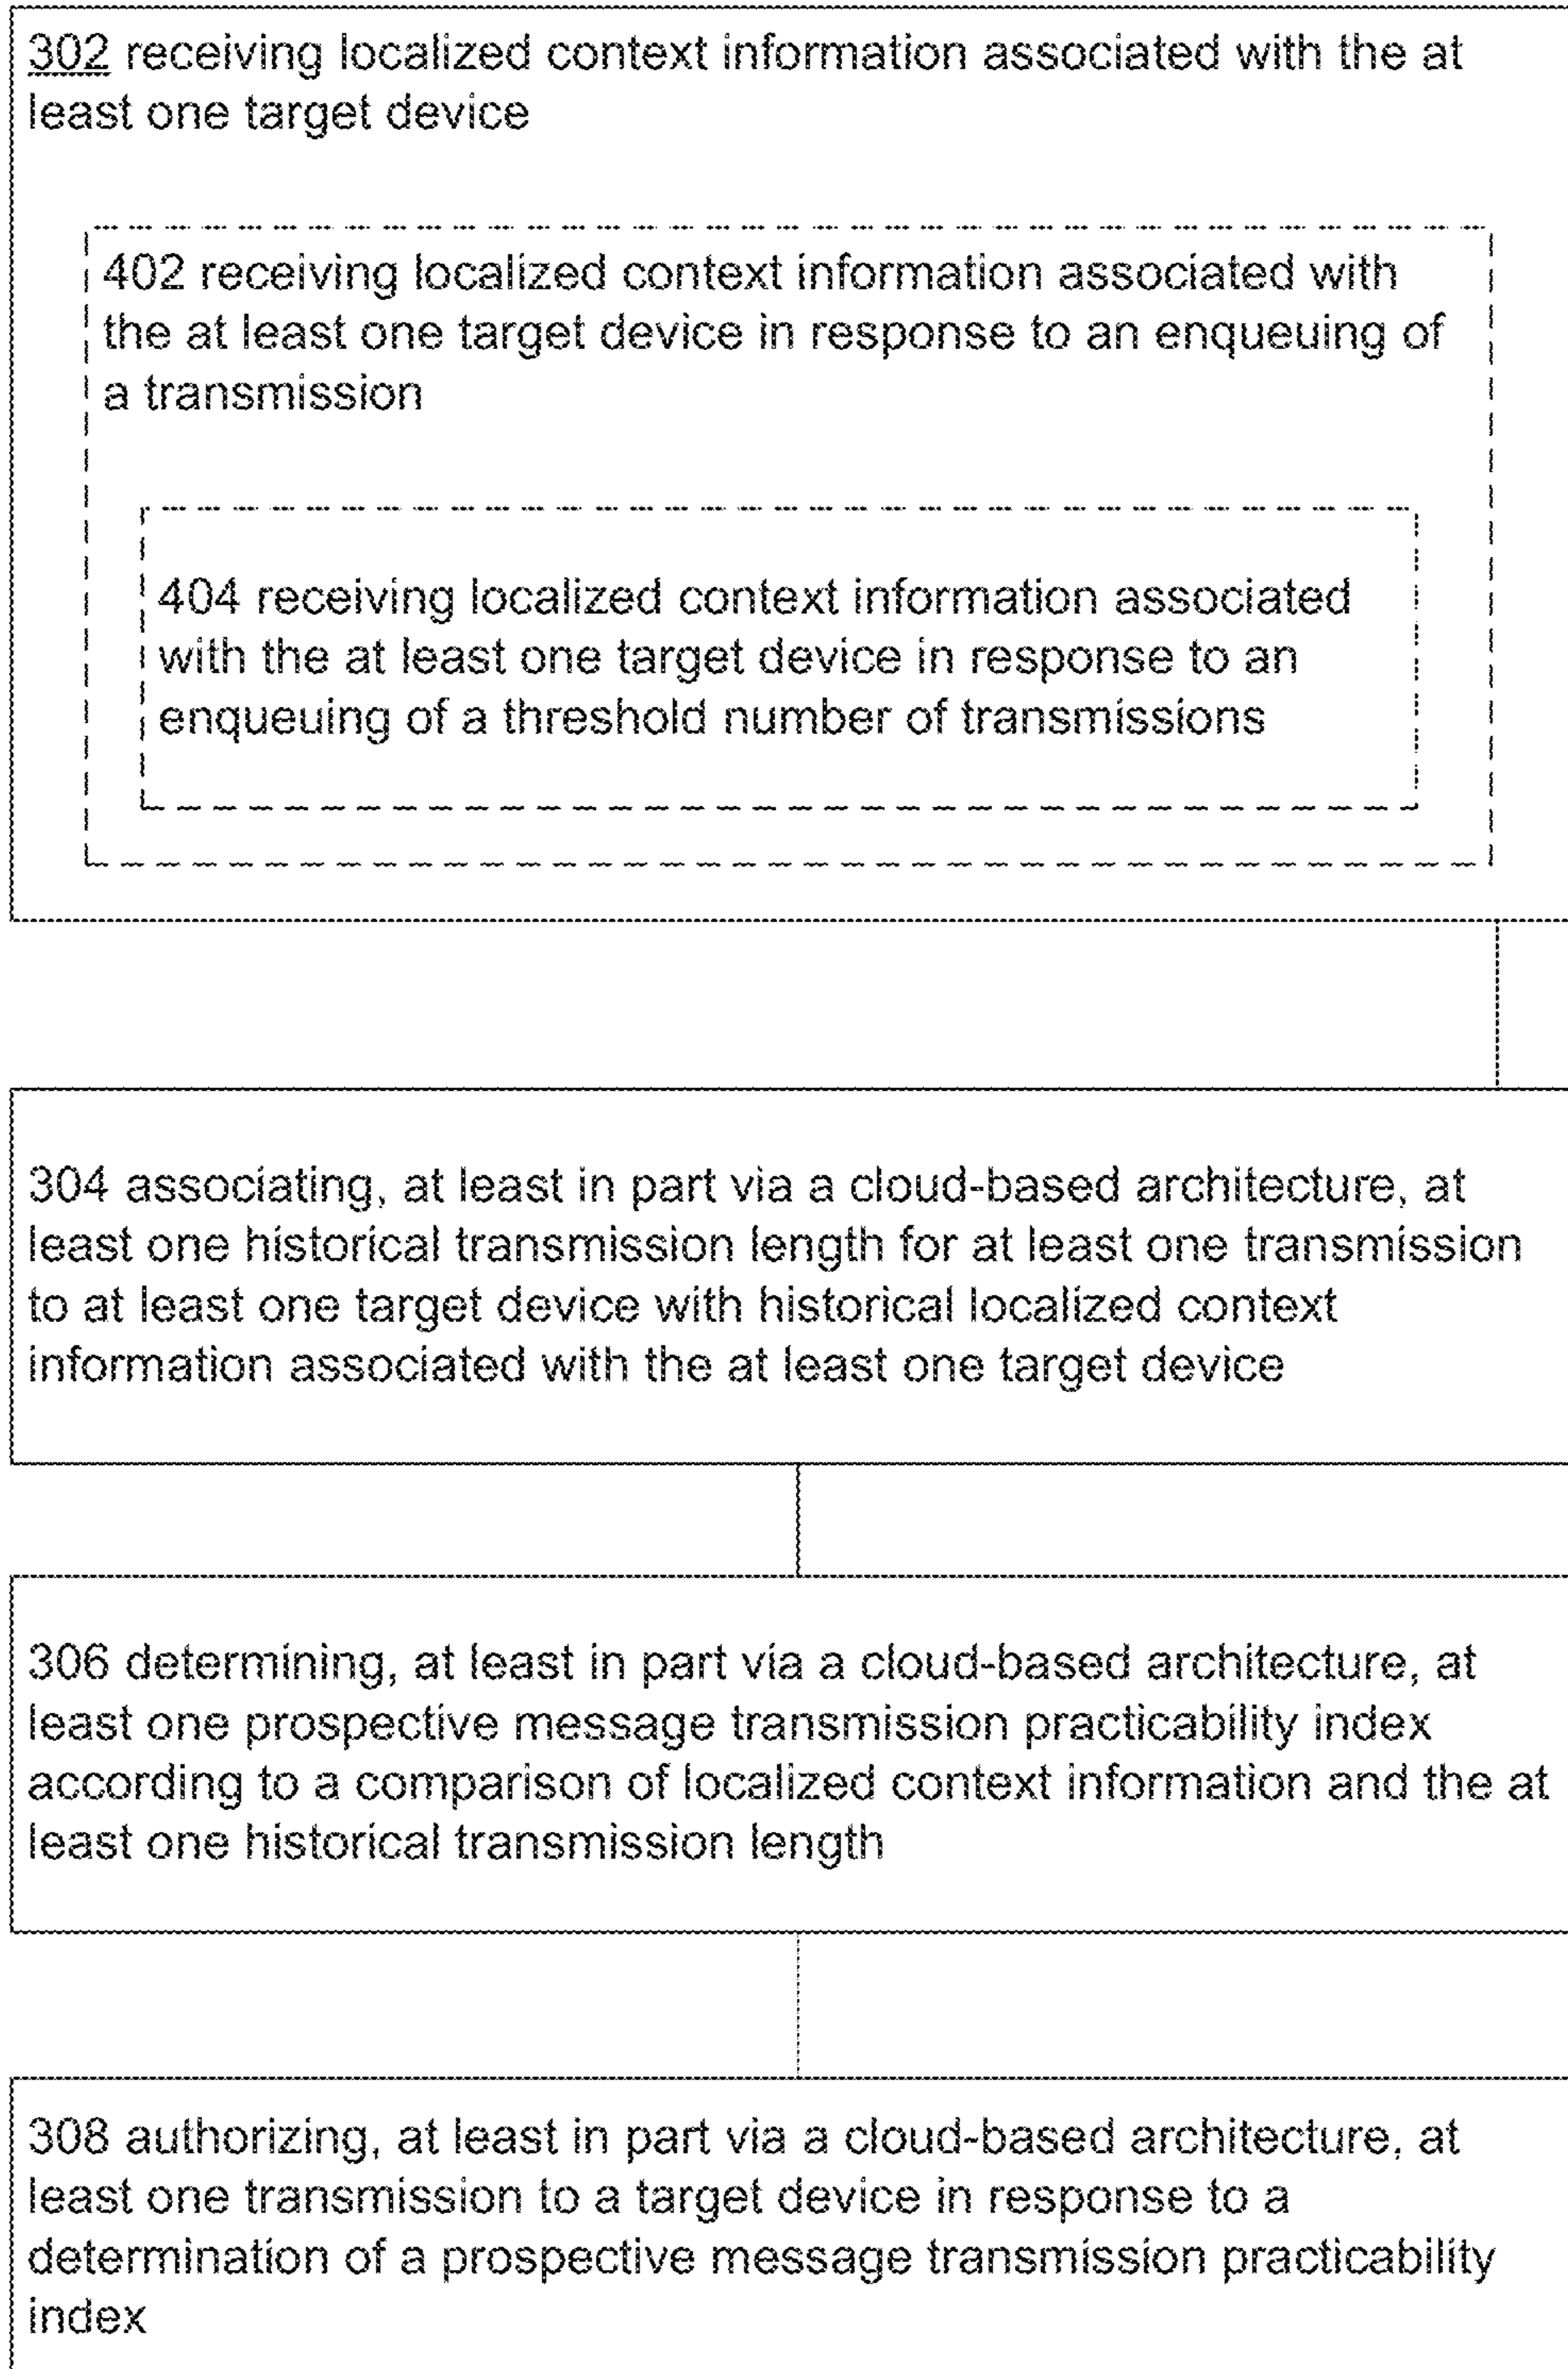 302 receiving localized context information associated with the at
least one target device
402 receiving localized context information associated with
the at least one target device in response to an enqueuing of
a transmission
404 receiving localized context information associated
with the at least one target device in response to an
enqueuing of a threshold number of transmissions
304 associating, at least in part via a cloud-based architecture, at
least one historical transmission length for at least one transmission
to at least one target device with historical localized context
information associated with the at least one target device
306 determining, at least in part via a cloud-based architecture, at
least one prospective message transmission practicability index
according to a comparison of localized context information and the at
least one historical transmission length
308 authorizing, at least in part via a cloud-based architecture, at
least one transmission to a target device in response to a
determination of a prospective message transmission practicability
index